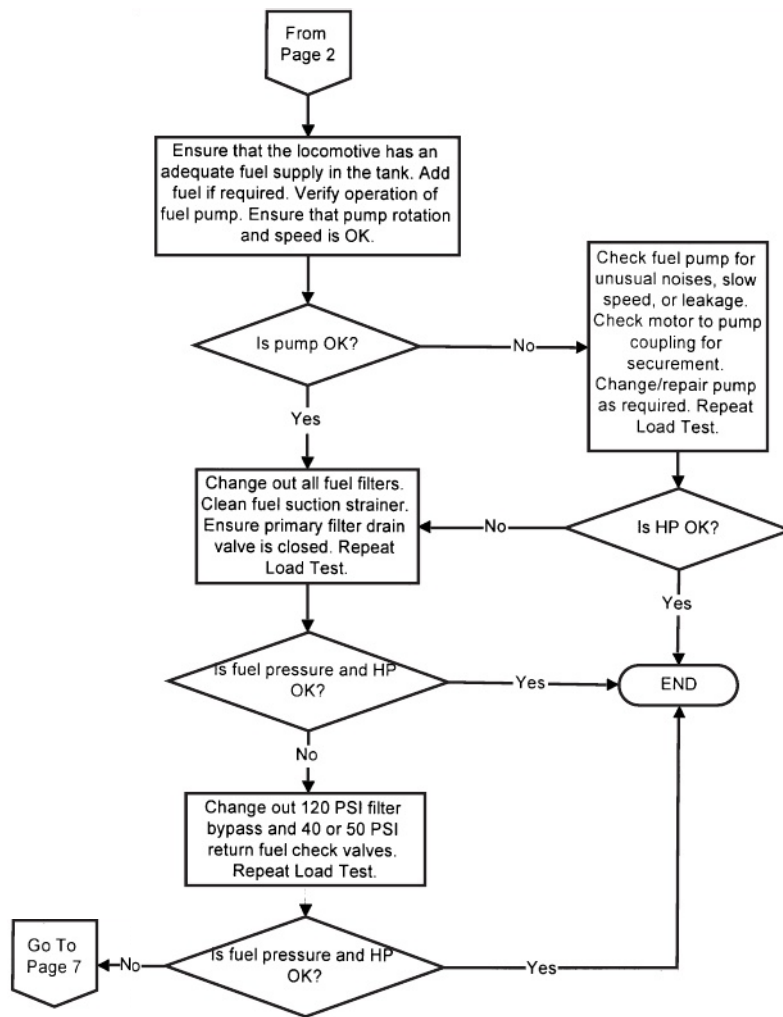 From
Page 2
Ensure that the locomotive has an
adequate fuel supply in the tank. Add
fuel if required. Verify operation of
fuel pump. Ensure that pump rotation
and speed is OK.
Is pump OK?
No
Check fuel pump for
unusual noises, slow
speed, or leakage.
Check motor to pump
coupling for
securement.
Change/repair pump
as required. Repeat
Load Test.
Yes
Change out all fuel filters.
Clean fuel suction strainer.
Ensure primary filter drain
valve is closed. Repeat
Load Test.
No
Is HP OK?
Yes
Is fuel pressure and HP
OK?
Yes
END
No
Change out 120 PSI filter
bypass and 40 or 50 PSI
return fuel check valves.
Repeat Load Test.
Is fuel pressure and HP
OK?
Yes
No
Go To
Page 7